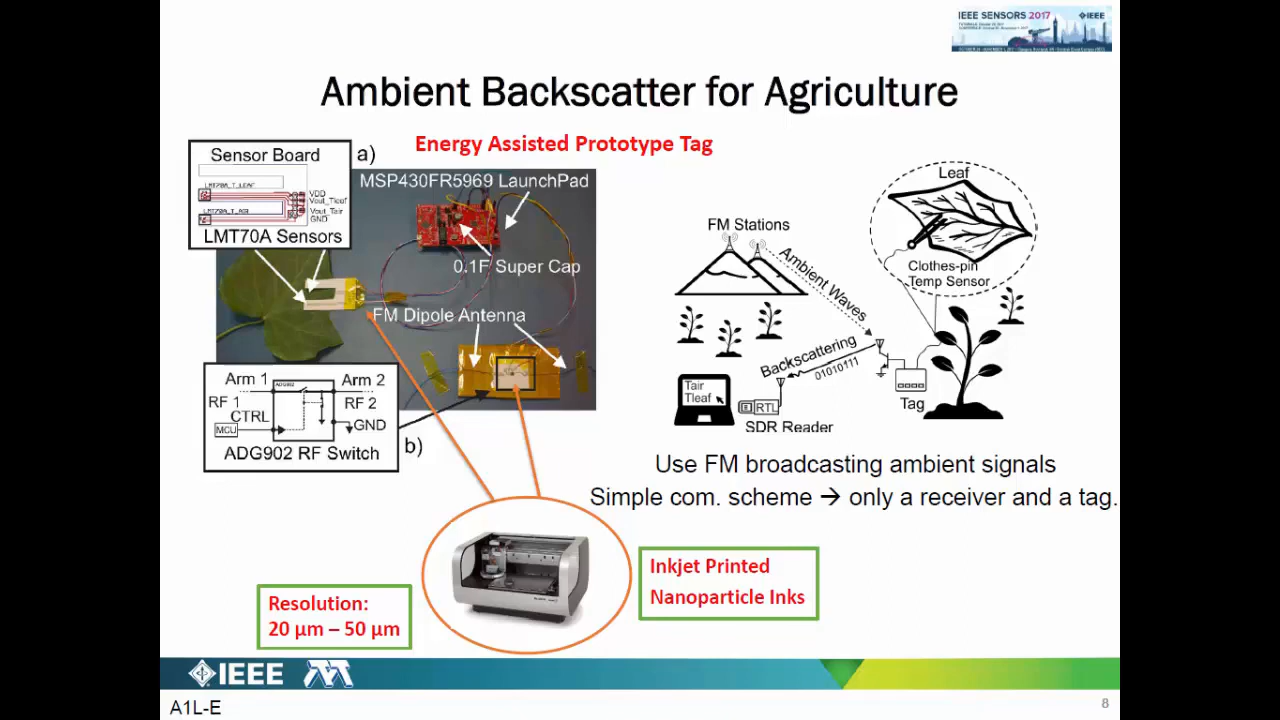 IEEE SENSORS 2017
IEEE
Ambient Backscatter for Agriculture
Energy Assisted Prototype Tag
Sensor Board
a)
LMT70A_T_LEAF
VDD
Vout_Tleaf
Vout_Tair
GND
LMT70A Sensors
MSP430FR5969 LaunchPad
0.1F Super Cap
FM Dipole Antenna
Arm 1
ADG902
Arm 2
RF 1
RF 2
CTRL
MCU
GND
ADG902 RF Switch
b)
Leaf
FM Stations
Ambient Waves
Clothes-pin
Temp Sensor
Backscattering
01010111
Tair
Tleaf
RTL
SDR Reader
Tag
Use FM broadcasting ambient signals
Simple com. scheme → only a receiver and a tag.
Inkjet Printed
Nanoparticle Inks
Resolution:
20 µm – 50 µm
IEEE
A1L-E
8